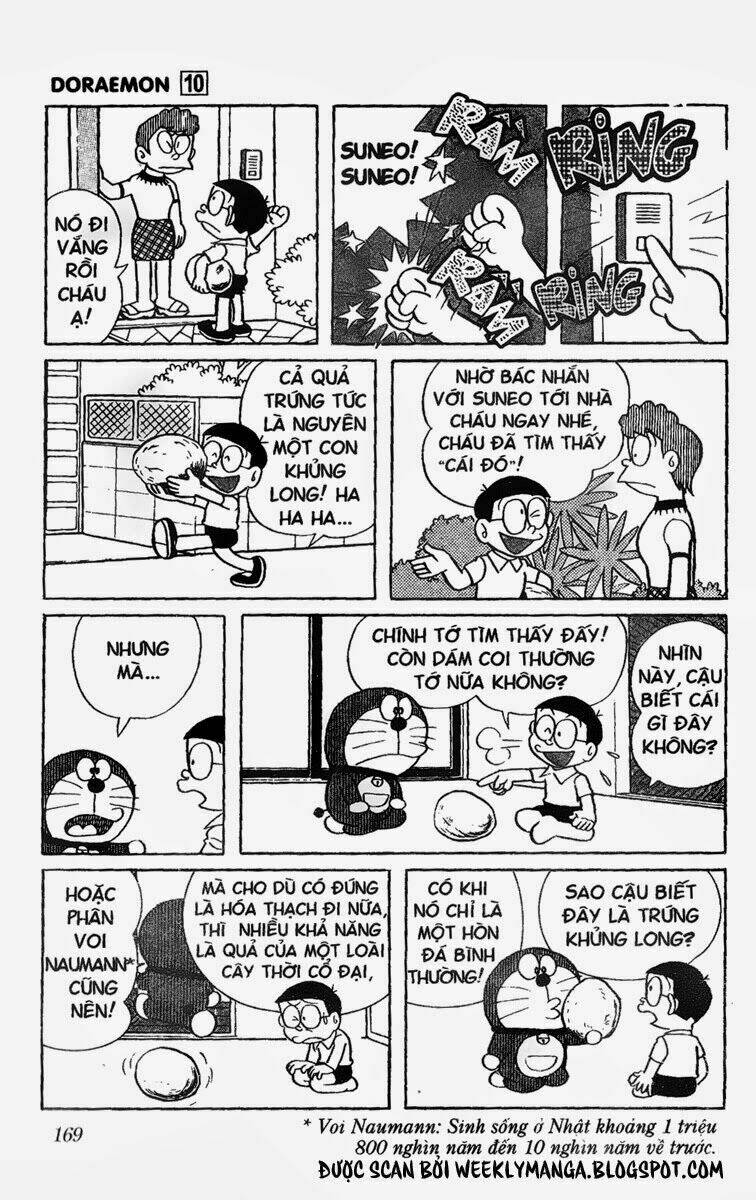 DORAEMON 10
RING
RING
SUNEO!
SUNEO!
RẦM
RẦM
NÓ ĐI
VẮNG
RỒI
CHÁU
Ạ!
NHỜ BÁC NHẮN
VỚI SUNEO TỚI NHÀ
CHÁU NGAY NHÉ,
CHÁU ĐÃ TÌM THẤY
“CÁI ĐÓ”!
CẢ QUẢ
TRỨNG TỨC
LÀ NGUYÊN
MỘT CON
KHỦNG
LONG! HA
HA HA...
NHÌN
NÀY, CẬU
BIẾT CÁI
GÌ ĐÂY
KHÔNG?
CHÍNH TỚ TÌM THẤY ĐẤY!
CÒN DÁM COI THƯỜNG
TỚ NỮA KHÔNG?
NHƯNG
MÀ...
SAO CẬU BIẾT
ĐÂY LÀ TRỨNG
KHỦNG LONG?
CÓ KHI
NÓ CHỈ LÀ
MỘT HÒN
ĐÁ BÌNH
THƯỜNG!
MÀ CHO DÙ CÓ ĐÚNG
LÀ HÓA THẠCH ĐI NỮA,
THÌ NHIỀU KHẢ NĂNG
LÀ QUẢ CỦA MỘT LOÀI
CÂY THỜI CỔ ĐẠI,
HOẶC
PHÂN
VOI
NAUMANN*
CŨNG
NÊN!
169
* Voi Naumann: Sinh sống ở Nhật khoảng 1 triệu
800 nghìn năm đến 10 nghìn năm về trước.
ĐƯỢC SCAN BỞI WEEKLYMANGA.BLOGSPOT.COM